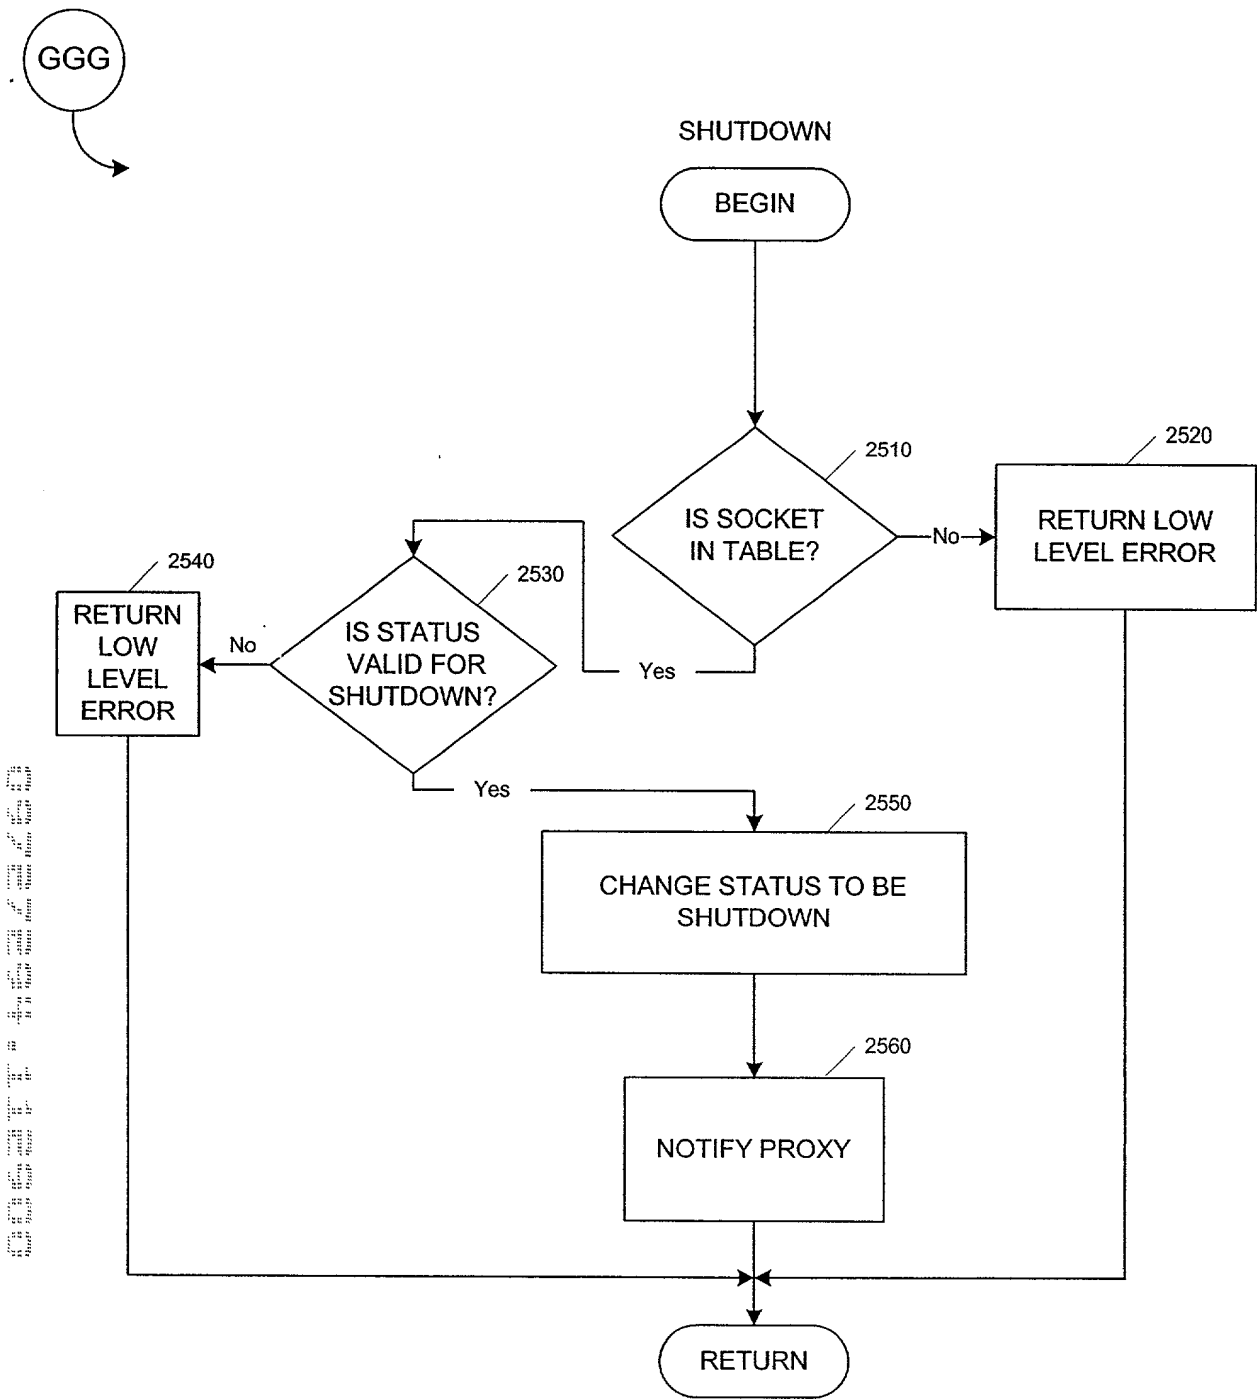 GGG
SHUTDOWN
BEGIN
2510
2520
IS SOCKET
IN TABLE?
No
RETURN LOW
LEVEL ERROR
2540
2530
RETURN
LOW
LEVEL
ERROR
No
IS STATUS
VALID FOR
SHUTDOWN?
Yes
Yes
2550
CHANGE STATUS TO BE
SHUTDOWN
2560
NOTIFY PROXY
RETURN